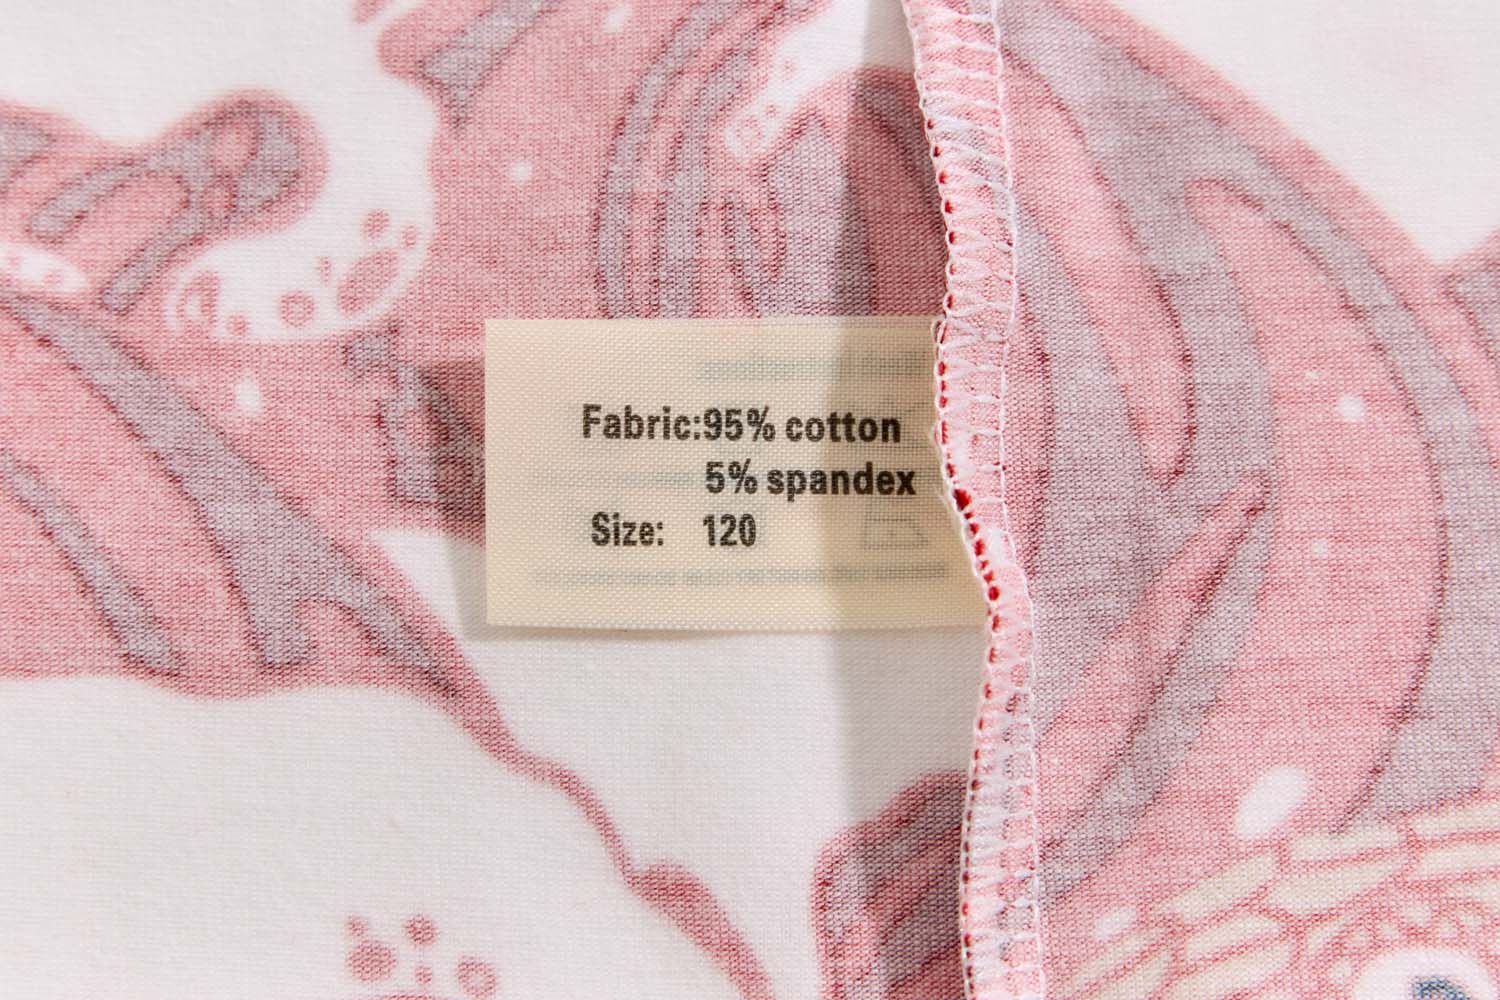 Fabric:95% cotton
5% spandex
Size: 120